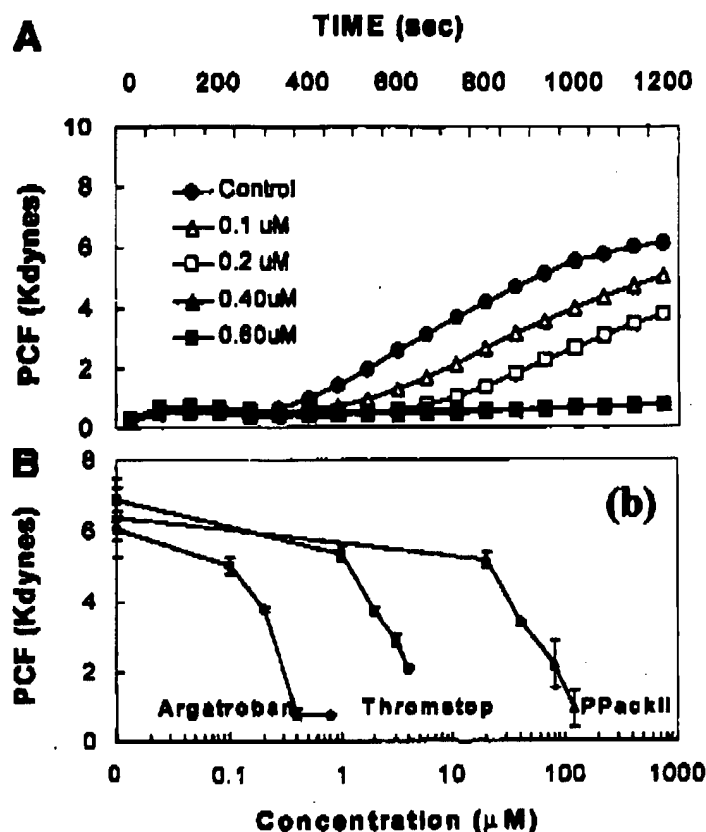 A
TIME (sec)
0 200 400 600 800 1000 1200
10
8
6
4
2
0
PCF (Kdynes)
Control
0.1 uM
0.2 uM
0.40uM
0.80uM
B
(b)
8
6
4
2
0
PCF (Kdynes)
Argatroban Thromstop PPackII
0 0.1 1 10 100 1000
Concentration (μM)